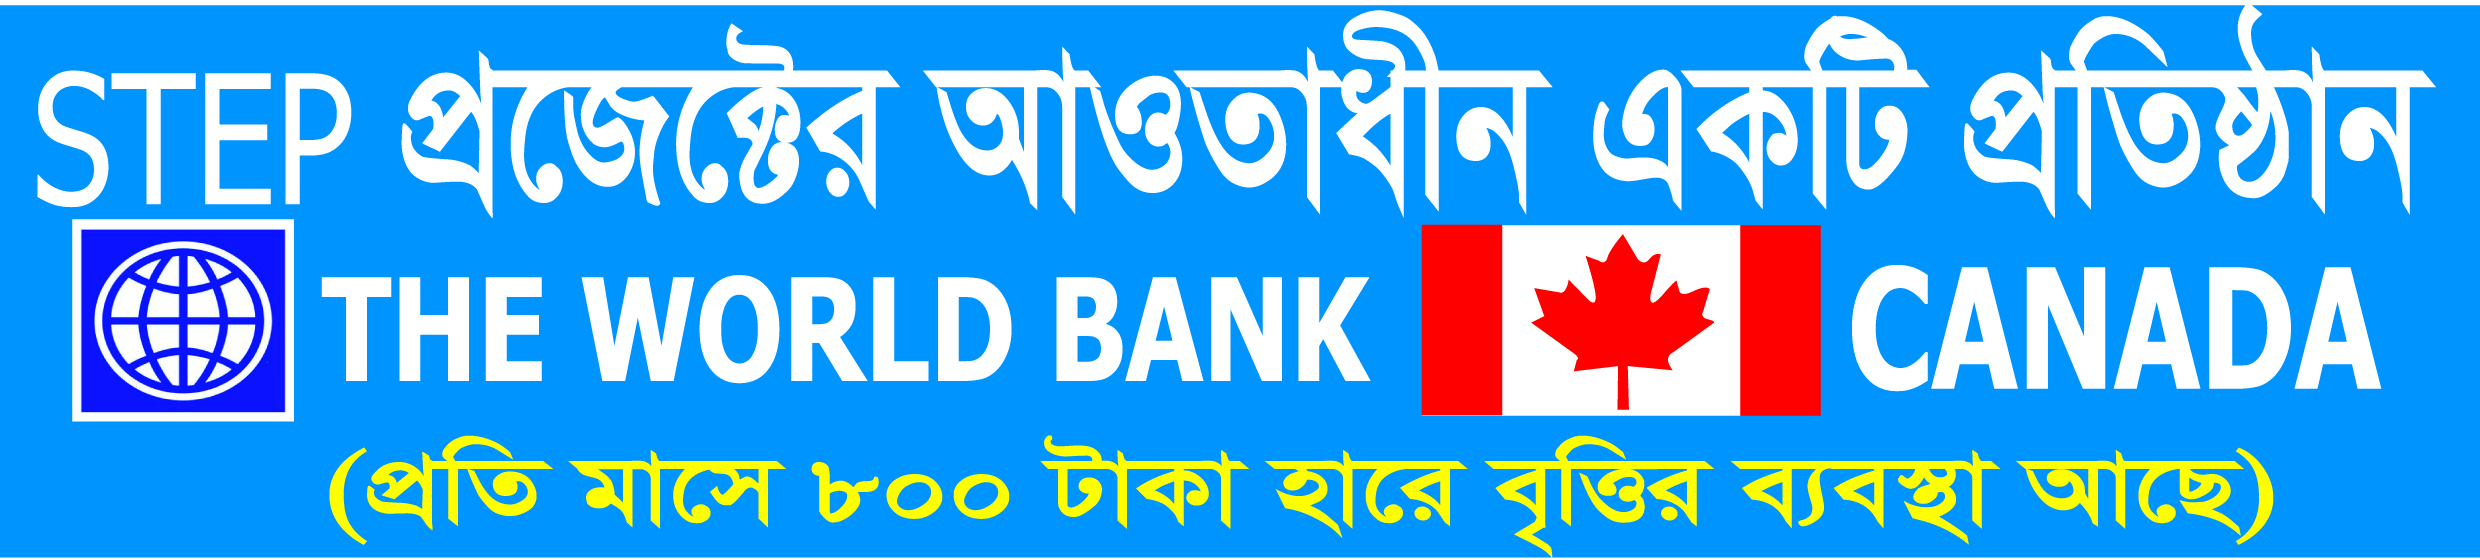 STEP প্রজেক্টের আওতাধীন একটি প্রতিষ্ঠান
THE WORLD BANK CANADA
(প্রতি মাসে ৮০০ টাকা হারে বৃত্তির ব্যবস্থা আছে)